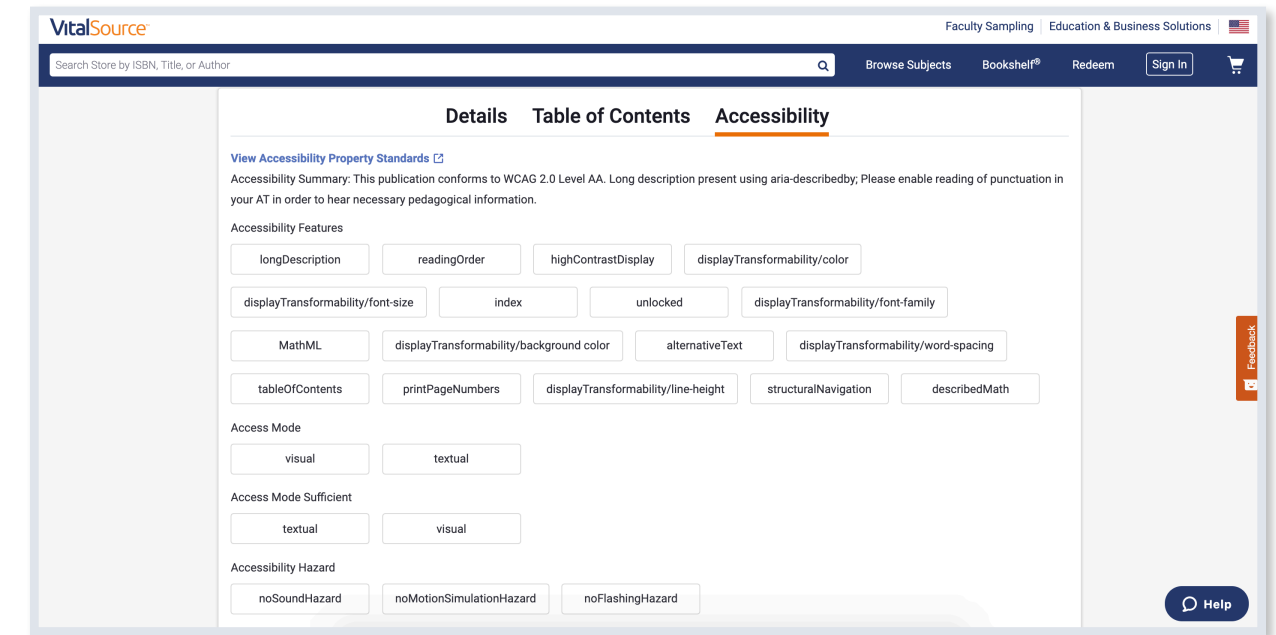 VitalSource
Faculty Sampling Education & Business Solutions
Search Store by ISBN, Title, or Author Browse Subjects Bookshelf® Redeem Sign In
Details Table of Contents Accessibility
View Accessibility Property Standards
Accessibility Summary: This publication conforms to WCAG 2.0 Level AA. Long description present using aria-describedby; Please enable reading of punctuation in
your AT in order to hear necessary pedagogical information.
Accessibility Features
longDescription readingOrder highContrastDisplay displayTransformability/color
displayTransformability/font-size index unlocked displayTransformability/font-family
MathML displayTransformability/background color alternativeText displayTransformability/word-spacing
tableOfContents printPageNumbers displayTransformability/line-height structuralNavigation describedMath
Feedback
Access Mode
visual textual
Access Mode Sufficient
textual visual
Accessibility Hazard
noSoundHazard noMotionSimulationHazard noFlashingHazard
Help